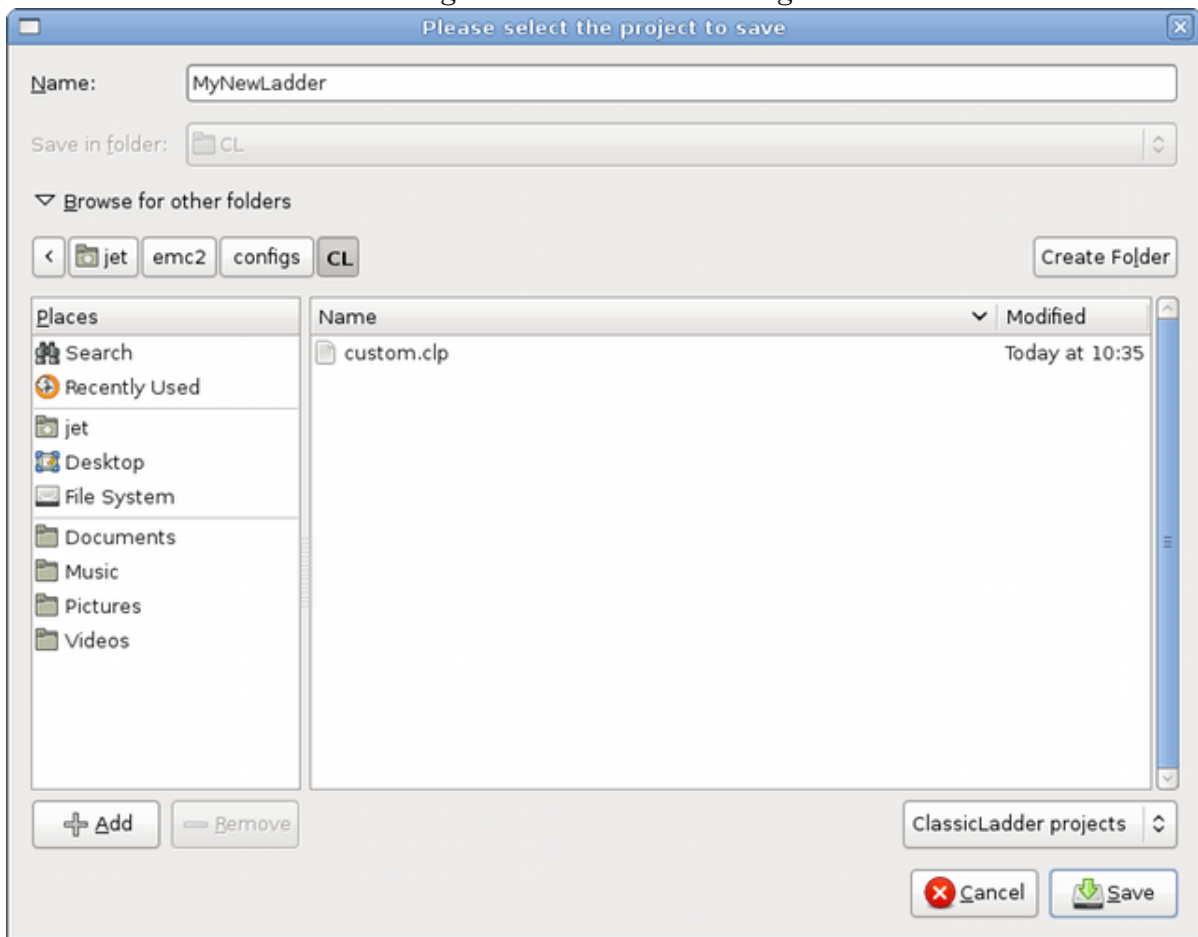 Please select the project to save
Name: MyNewLadder
Save in folder: CL
Browse for other folders
jet emc2 configs CL Create Folder
Places Name Modified
Search custom.clp Today at 10:35
Recently Used
jet
Desktop
File System
Documents
Music
Pictures
Videos
Add Remove ClassicLadder projects
Cancel Save